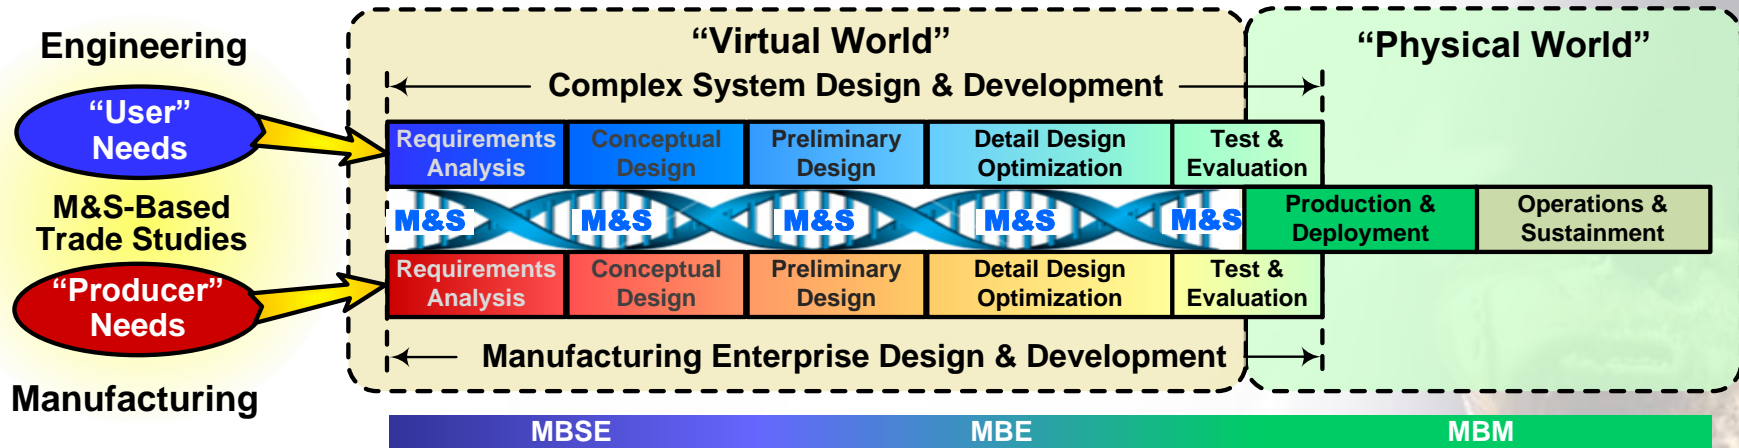 Engineering
“User”
Needs
M&S-Based
Trade Studies
“Producer”
Needs
Manufacturing
“Virtual World”
Complex System Design & Development
Requirements
Analysis
Conceptual
Design
Preliminary
Design
Detail Design
Optimization
Test &
Evaluation
M&S
M&S
M&S
M&S
M&S
Requirements
Analysis
Conceptual
Design
Preliminary
Design
Detail Design
Optimization
Test &
Evaluation
Manufacturing Enterprise Design & Development
“Physical World”
Production &
Deployment
Operations &
Sustainment
MBSE
MBE
MBM